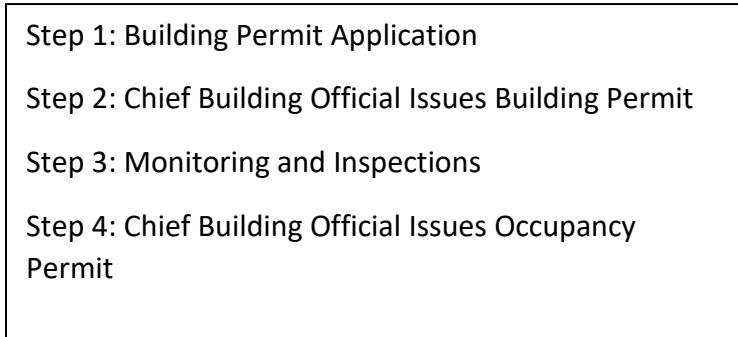 Step 1: Building Permit Application
Step 2: Chief Building Official Issues Building Permit
Step 3: Monitoring and Inspections
Step 4: Chief Building Official Issues Occupancy
Permit